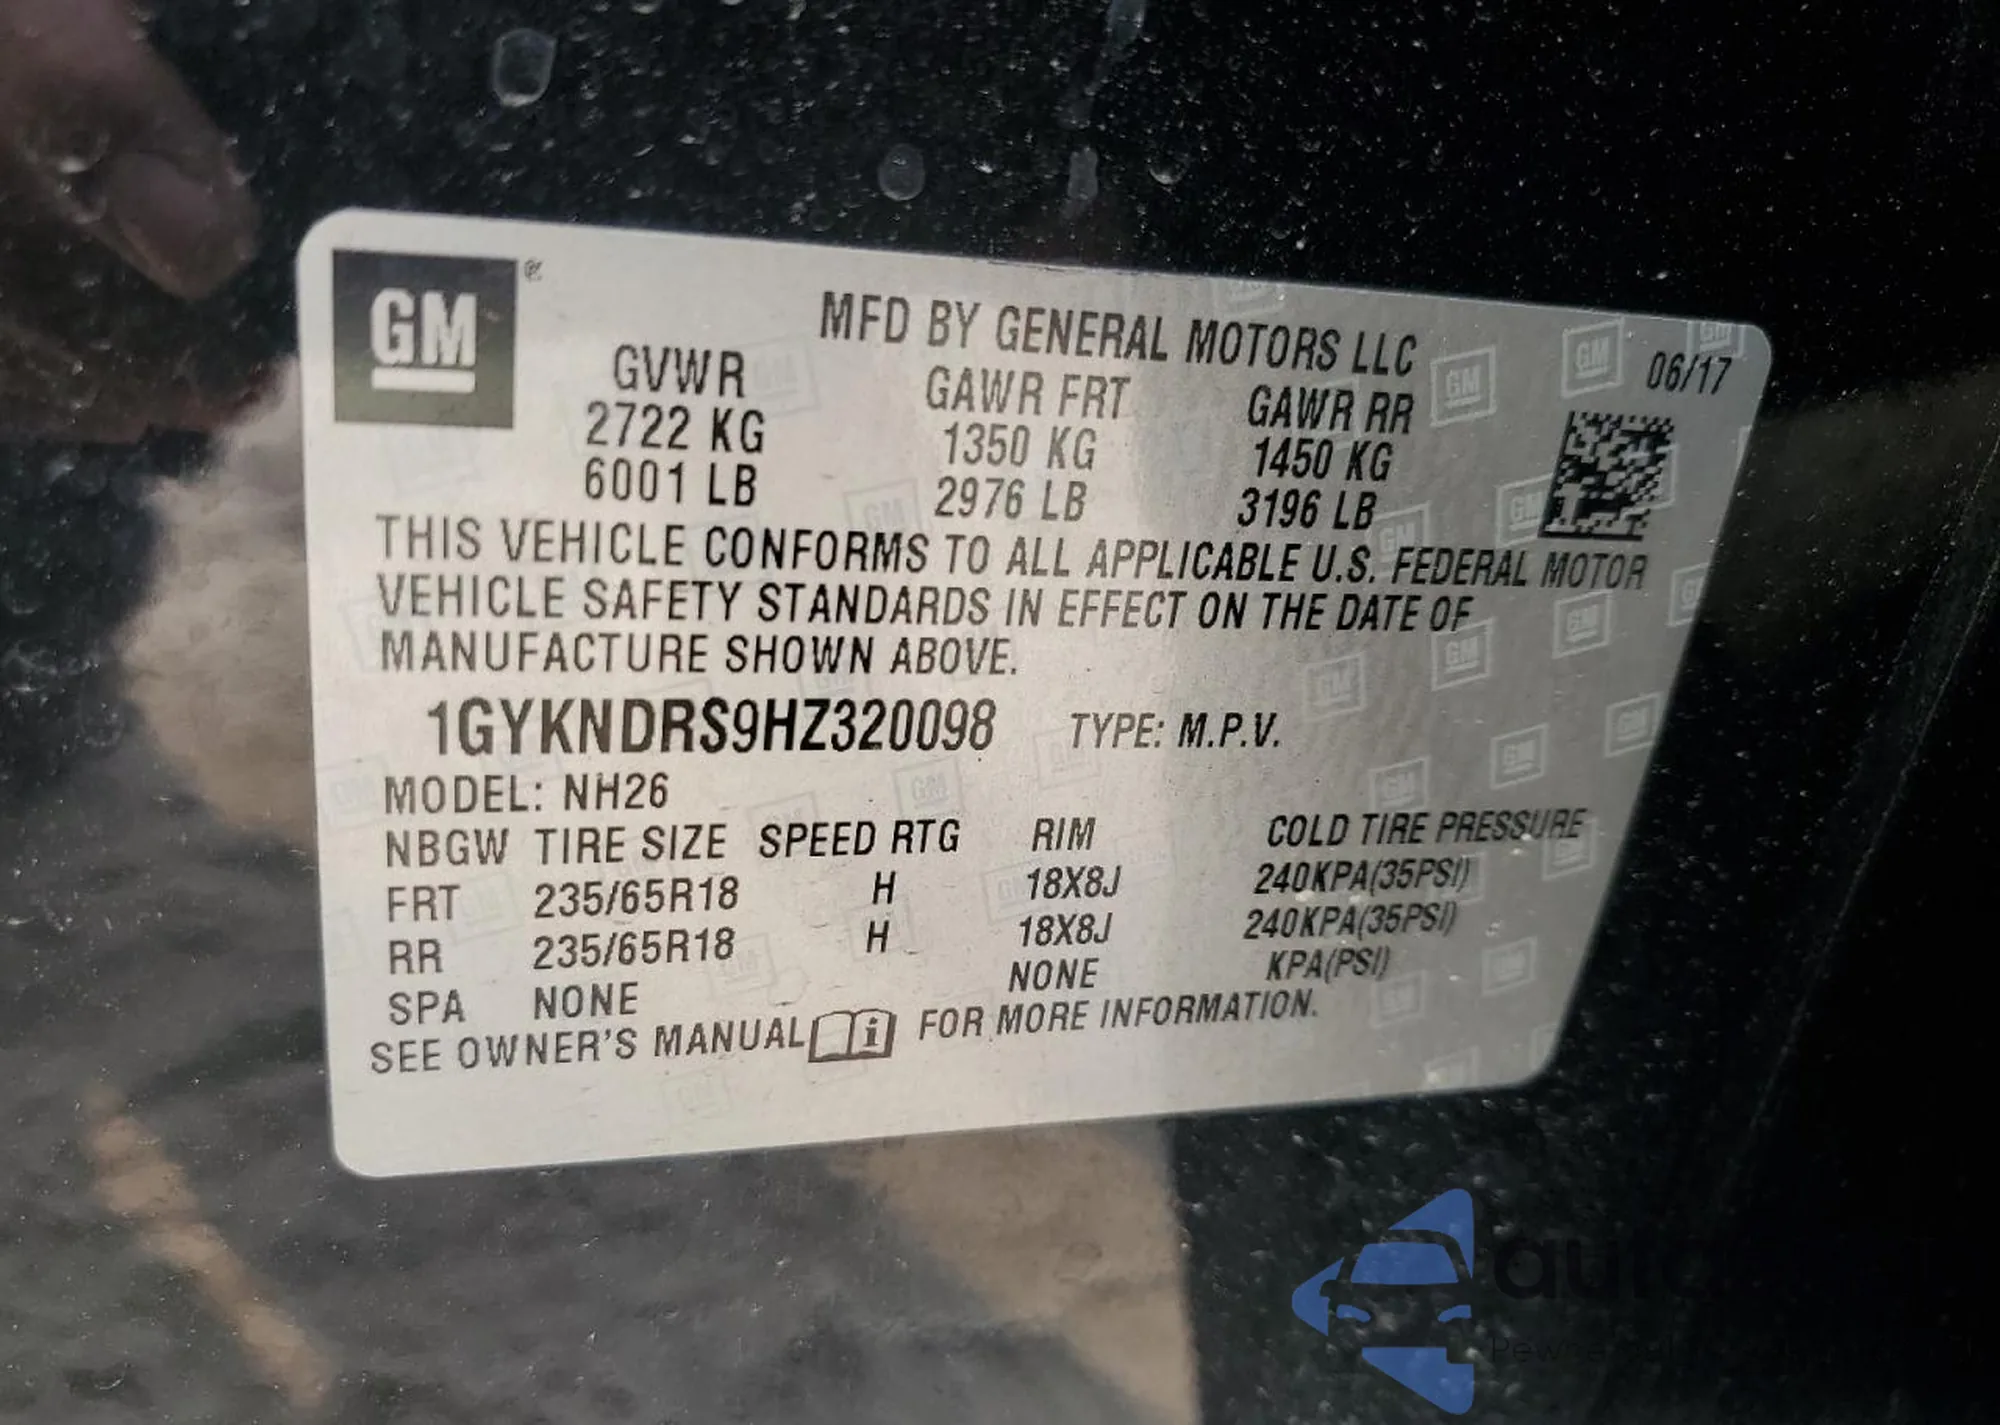 GM
MFD BY GENERAL MOTORS LLC
06/17
GVWR GAWR FRT GAWR RR
2722 KG 1350 KG 1450 KG
6001 LB 2976 LB 3196 LB
THIS VEHICLE CONFORMS TO ALL APPLICABLE U.S. FEDERAL MOTOR
VEHICLE SAFETY STANDARDS IN EFFECT ON THE DATE OF
MANUFACTURE SHOWN ABOVE.
1GYKNDRS9HZ320098 TYPE: M.P.V.
MODEL: NH26
NBGW TIRE SIZE SPEED RTG RIM COLD TIRE PRESSURE
FRT 235/65R18 H 18X8J 240KPA(35PSI)
RR 235/65R18 H 18X8J 240KPA(35PSI)
SPA NONE NONE KPA(PSI)
SEE OWNER'S MANUAL i FOR MORE INFORMATION.